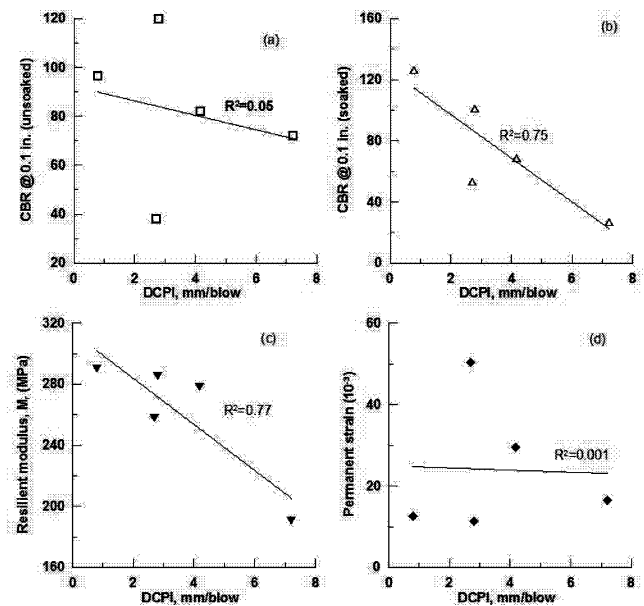 120
100
80
60
40
20
CBR @ 0.1 in. (unsoaked)
(a)
R²=0.05
0 2 4 6 8
DCPI, mm/blow
160
120
80
40
0
CBR @ 0.1 in. (soaked)
(b)
R²=0.75
0 2 4 6 8
DCPI, mm/blow
320
280
240
200
160
Resilient modulus, Mᵣ (MPa)
(c)
R²=0.77
0 2 4 6 8
DCPI, mm/blow
60
40
20
0
Permanent strain (10⁻³)
(d)
R²=0.001
0 2 4 6 8
DCPI, mm/blow